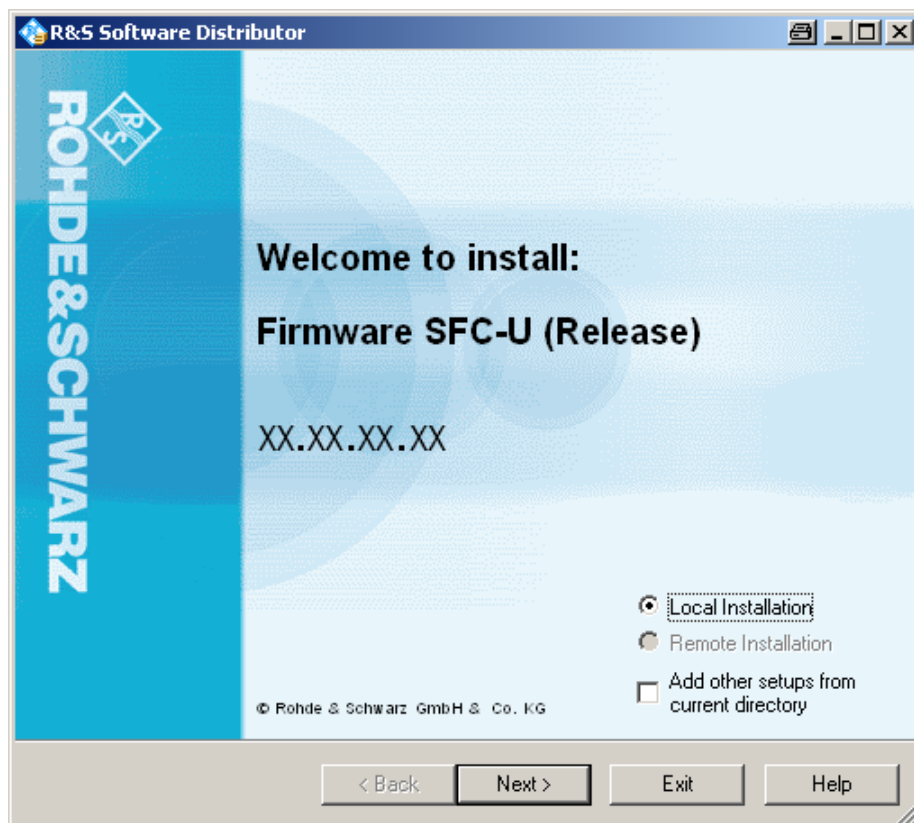 R&S Software Distributor
ROHDE&SCHWARZ
R S
Welcome to install:
Firmware SFC-U (Release)
XX.XX.XX.XX
Local Installation
Remote Installation
Add other setups from
current directory
© Rohde & Schwarz GmbH & Co. KG
< Back
Next >
Exit
Help